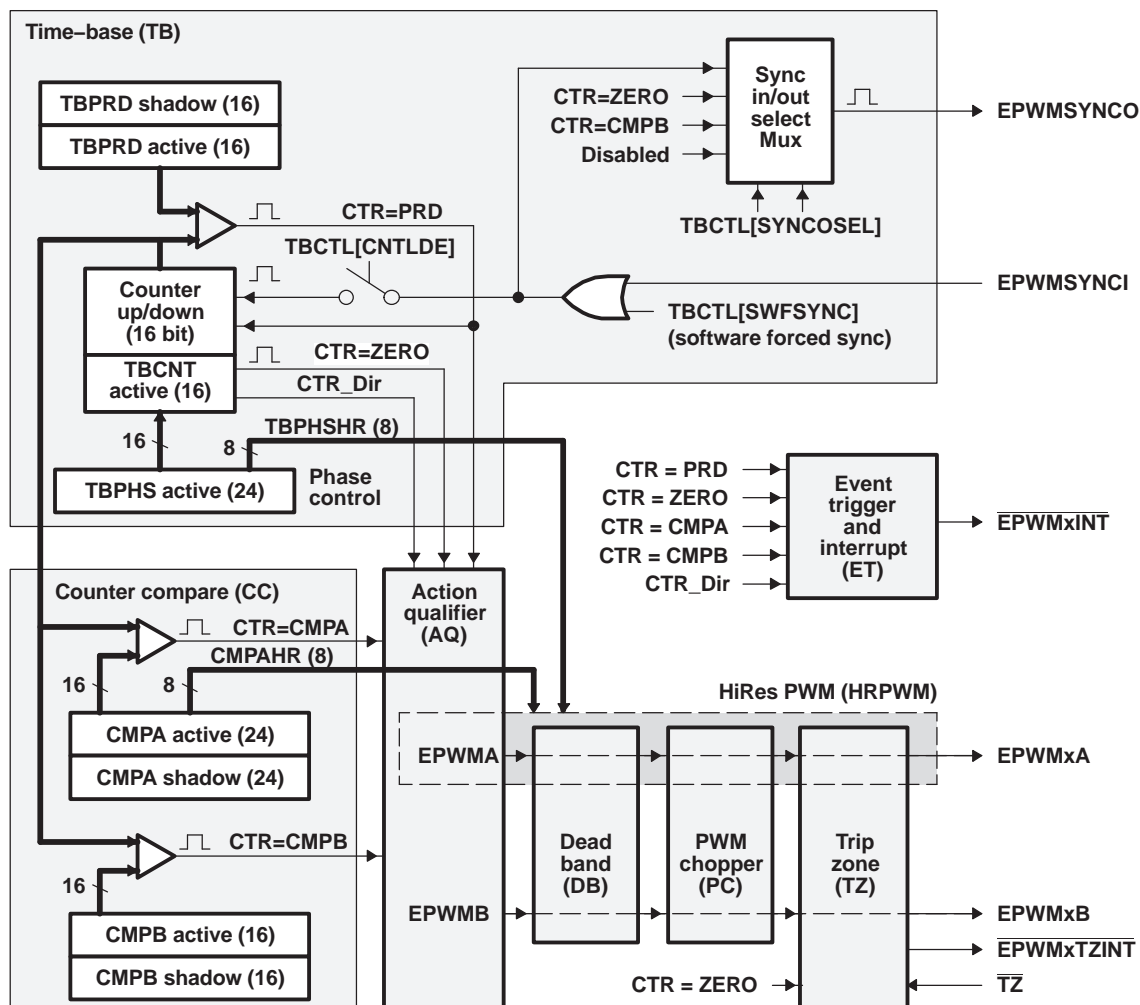 Time−base (TB)
TBPRD shadow (16)
TBPRD active (16)
CTR=PRD
TBCTL[CNTLDE]
Counter
up/down
(16 bit)
TBCNT
active (16)
CTR=ZERO
CTR_Dir
16
8
TBPHSHR (8)
TBPHS active (24)
Phase
control
CTR=ZERO
CTR=CMPB
Disabled
Sync
in/out
select
Mux
TBCTL[SYNCOSEL]
EPWMSYNCO
EPWMSYNCI
TBCTL[SWFSYNC]
(software forced sync)
CTR = PRD
CTR = ZERO
CTR = CMPA
CTR = CMPB
CTR_Dir
Event
trigger
and
interrupt
(ET)
EPWMxINT
Counter compare (CC)
CTR=CMPA
16
8
CMPAHR (8)
CMPA active (24)
CMPA shadow (24)
CTR=CMPB
16
CMPB active (16)
CMPB shadow (16)
Action
qualifier
(AQ)
HiRes PWM (HRPWM)
EPWMA
EPWMB
Dead
band
(DB)
PWM
chopper
(PC)
Trip
zone
(TZ)
CTR = ZERO
EPWMxA
EPWMxB
EPWMxTZINT
TZ